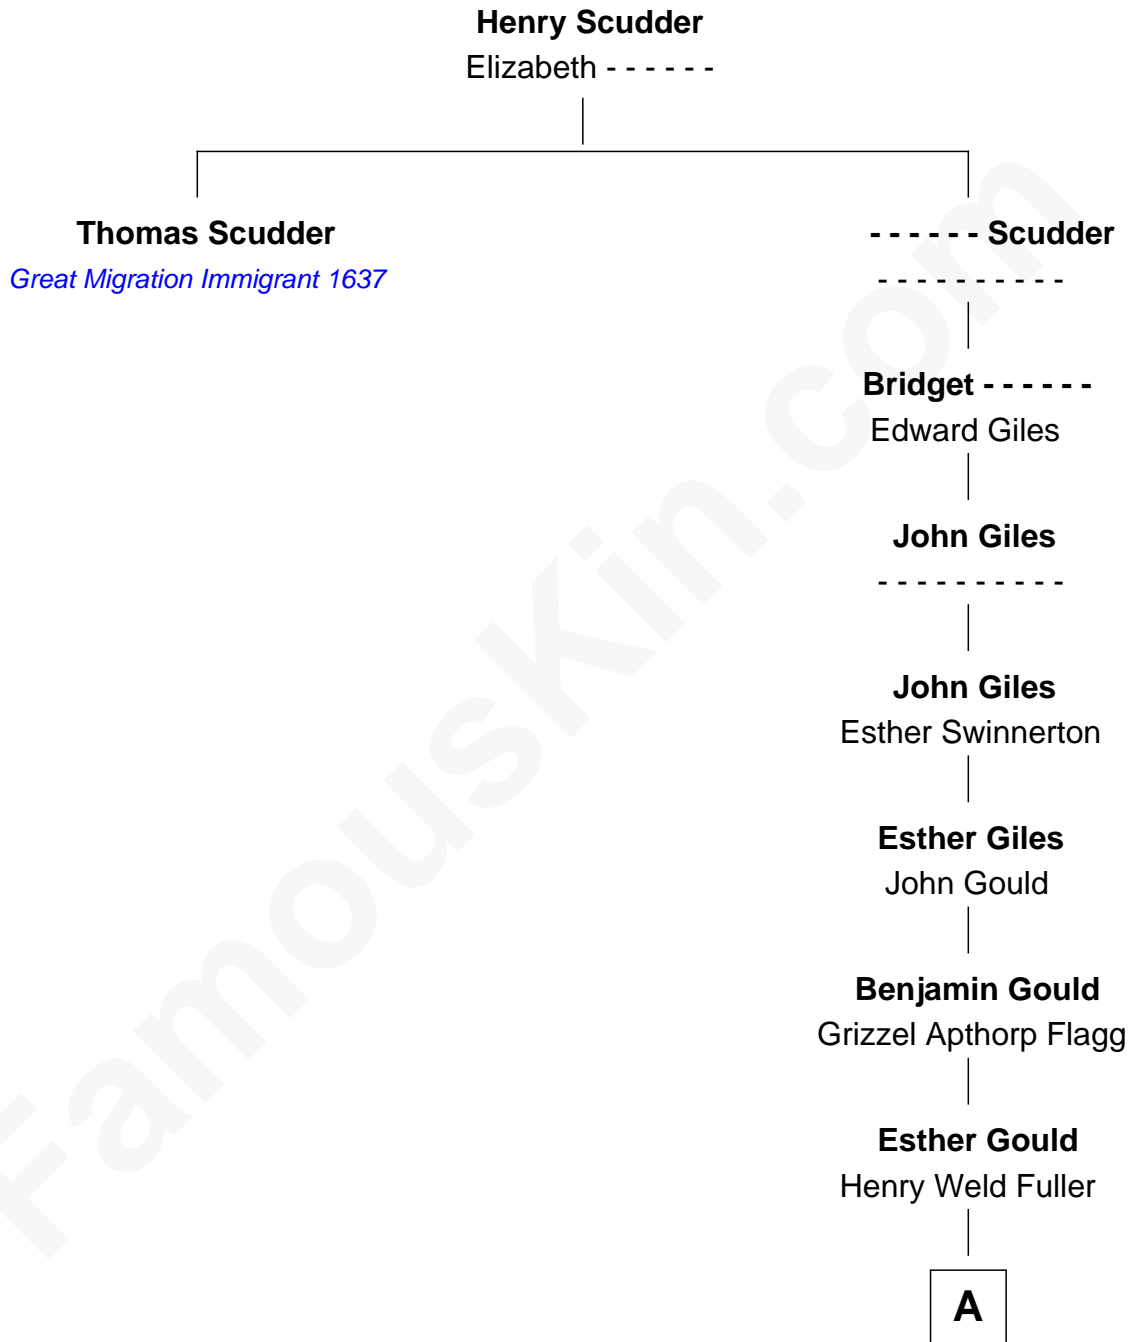 Henry Scudder
Elizabeth - - - - - -
Thomas Scudder
Great Migration Immigrant 1637
- - - - - - Scudder
- - - - - - - - - -
Bridget - - - - - -
Edward Giles
John Giles
- - - - - - - - - -
John Giles
Esther Swinnerton
Esther Giles
John Gould
Benjamin Gould
Grizzel Apthorp Flagg
Esther Gould
Henry Weld Fuller
A
FamousKin.com